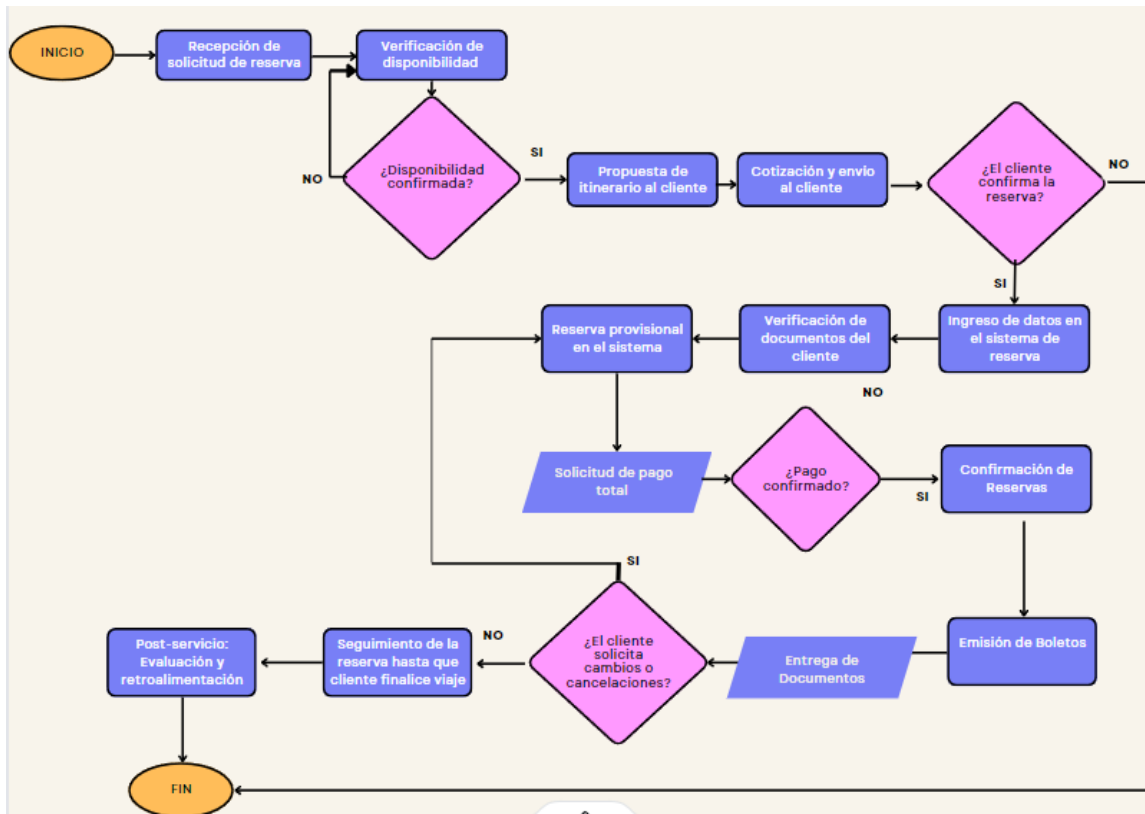 INICIO
Recepción de
solicitud de reserva
Verificación de
disponibilidad
¿Disponibilidad
confirmada?
NO
SI
Propuesta de
itinerario al cliente
Cotización y envío
al cliente
¿El cliente
confirma la
reserva?
NO
SI
Ingreso de datos en
el sistema de
reserva
Verificación de
documentos del
cliente
Reserva provisional
en el sistema
Solicitud de pago
total
¿Pago
confirmado?
NO
SI
Confirmación de
Reservas
Emisión de Boletos
Entrega de
Documentos
¿El cliente
solicita
cambios o
cancelaciones?
SI
NO
Seguimiento de la
reserva hasta que
cliente finalice viaje
Post-servicio:
Evaluación y
retroalimentación
FIN